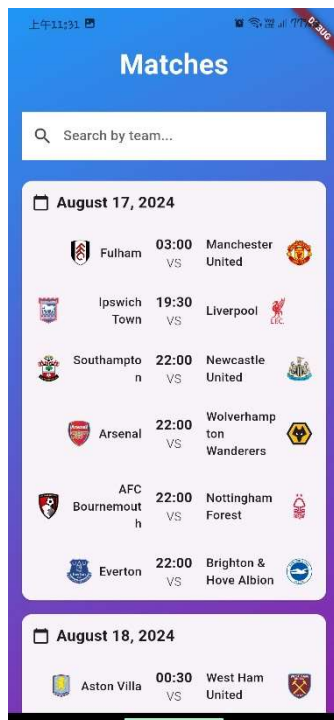 上午11:31
DEBUG
Matches
Search by team...
August 17, 2024
Fulham 03:00 VS Manchester
United
Ipswich
Town 19:30 VS Liverpool
L.F.C.
Southampto
n 22:00 VS Newcastle
United
Arsenal 22:00 VS Wolverhamp
ton
Wanderers
AFC
Bournemout
h 22:00 VS Nottingham
Forest
Everton 22:00 VS Brighton &
Hove Albion
August 18, 2024
Aston Villa 00:30 VS West Ham
United